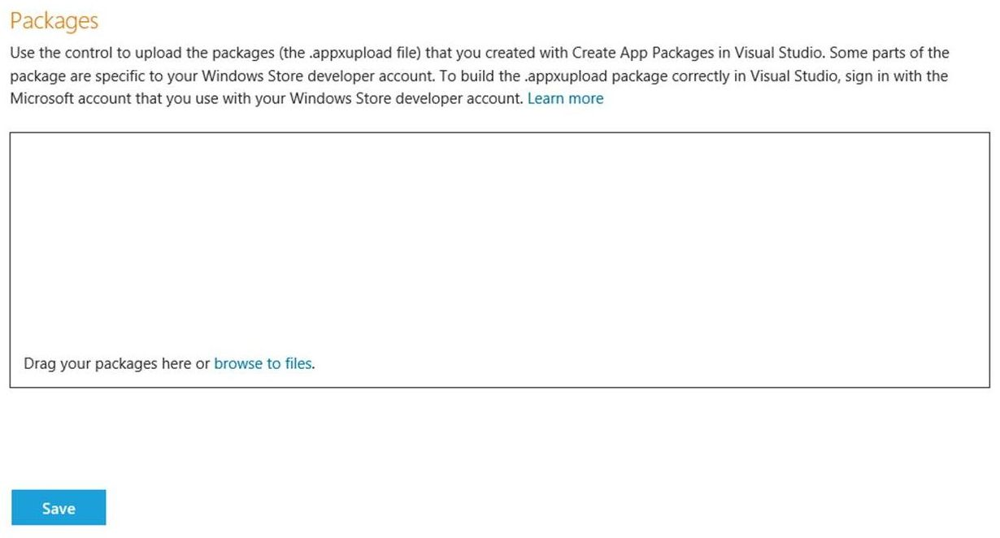 Packages
Use the control to upload the packages (the .appxupload file) that you created with Create App Packages in Visual Studio. Some parts of the
package are specific to your Windows Store developer account. To build the .appxupload package correctly in Visual Studio, sign in with the
Microsoft account that you use with your Windows Store developer account. Learn more
Drag your packages here or browse to files.
Save